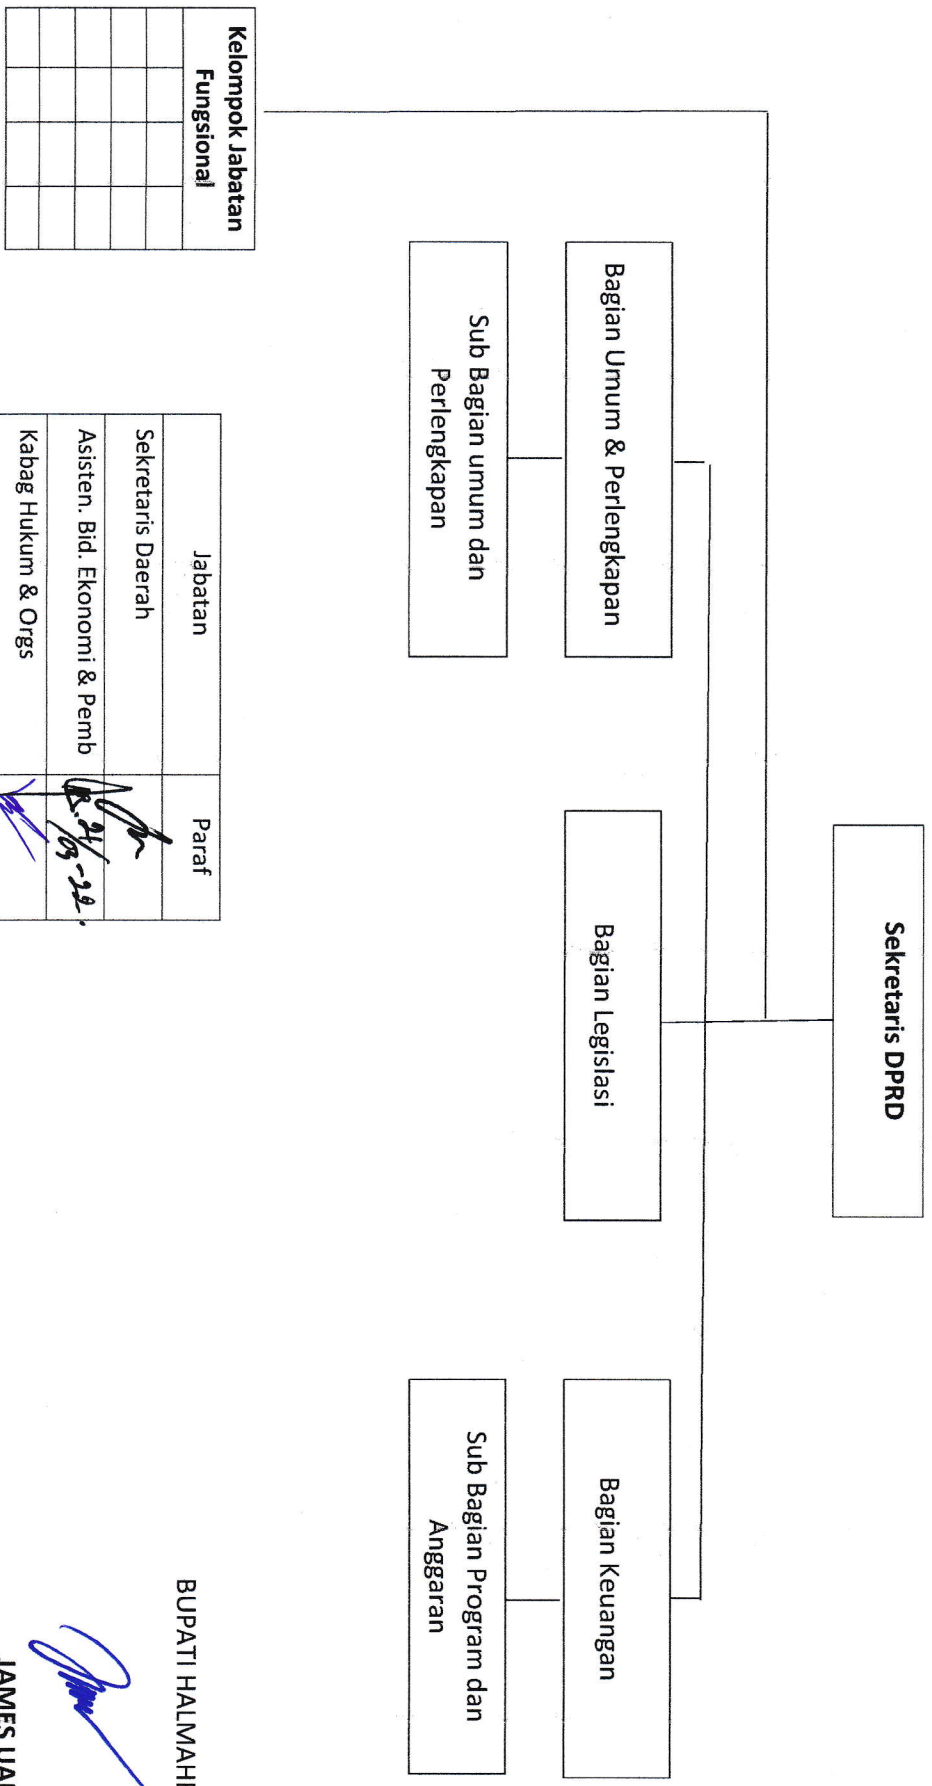 Sekretaris DPRD
Bagian Umum & Perlengkapan
Bagian Legislasi
Bagian Keuangan
Sub Bagian umum dan
Perlengkapan
Sub Bagian Program dan
Anggaran
Kelompok Jabatan
Fungsional
Jabatan
Paraf
Sekretaris Daerah
Asisten. Bid. Ekonomi & Pemb
Kabag Hukum & Orgs
BUPATI
JAMES